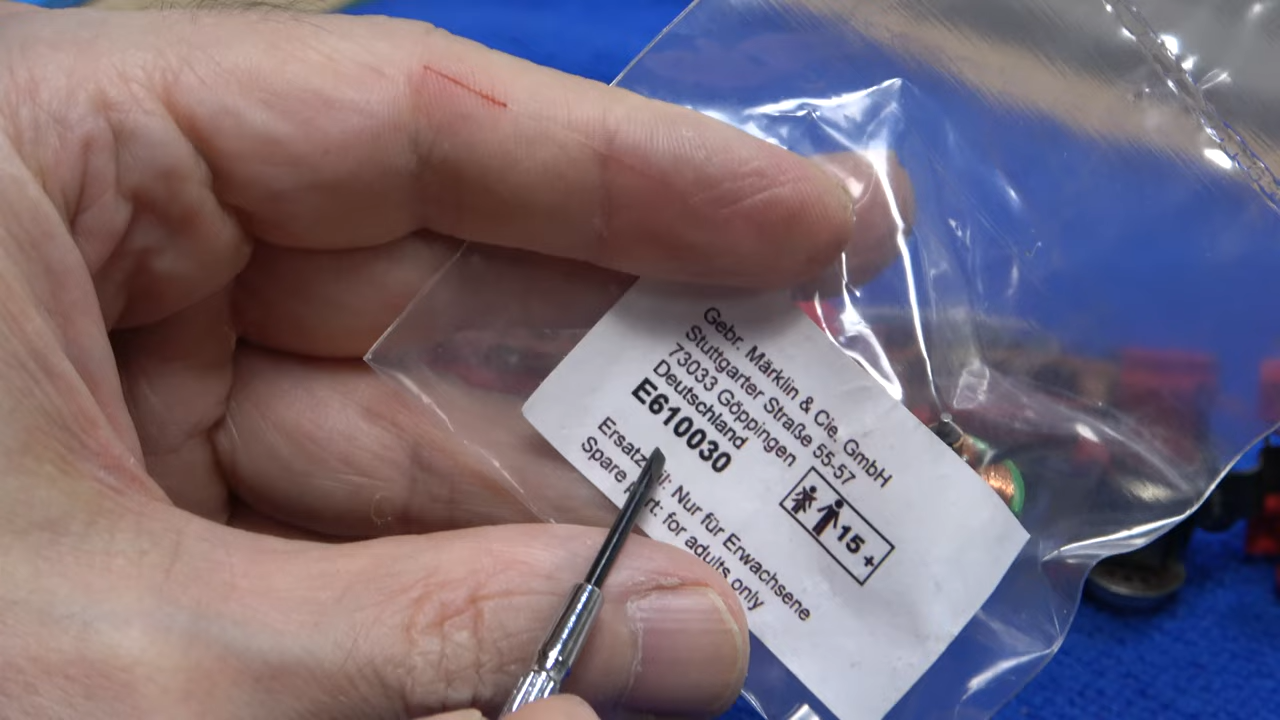 Gebr. Märklin & Cie. GmbH
Stuttgarter Straße 55-57
73033 Göppingen
Deutschland
E610030
15 +
Nur für Erwachsene
Spare for adults only